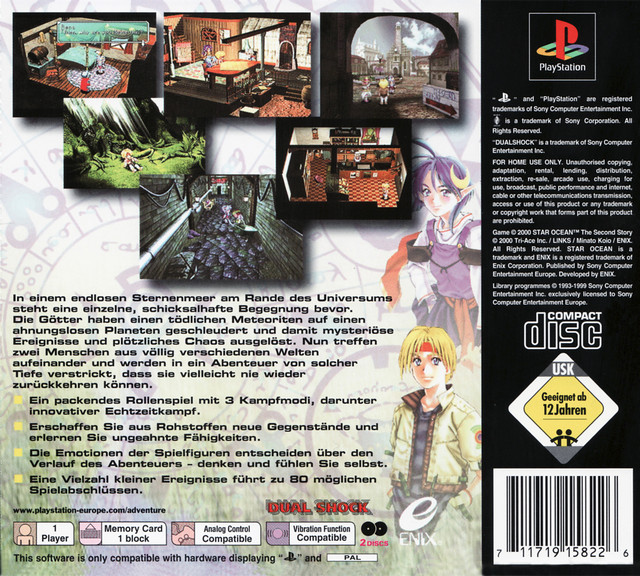 In einem endlosen Sternenmeer am Rande des Universums
steht eine einzelne, schicksalhafte Begegnung bevor.
Die Götter haben einen tödlichen Meteoriten auf einen
ahnungslosen Planeten geschleudert und damit mysteriöse
Ereignisse und plötzliches Chaos ausgelöst. Nun treffen
zwei Menschen aus völlig verschiedenen Welten
aufeinander und werden in ein Abenteuer von solcher
Tiefe verstrickt, dass sie vielleicht nie wieder
zurückkehren können.
Ein packendes Rollenspiel mit 3 Kampfmodi, darunter
innovativer Echtzeitkampf.
Erschaffen Sie aus Rohstoffen neue Gegenstände und
erlernen Sie ungeahnte Fähigkeiten.
Die Emotionen der Spielfiguren entscheiden über den
Verlauf des Abenteuers - denken und fühlen Sie selbst.
Eine Vielzahl kleiner Ereignisse führt zu 80 möglichen
Spielabschlüssen.
www.playstation-europe.com/adventure
DUAL SHOCK
1
Player
Memory Card
1 block
Analog Control
Compatible
Vibration Function
Compatible
2 DISCS
ENIX
This software is only compatible with hardware displaying " " and PAL
PlayStation
" " and "PlayStation" are registered
trademarks of Sony Computer Entertainment Inc.
is a trademark of Sony Corporation. All
Rights Reserved.
"DUALSHOCK" is a trademark of Sony Computer
Entertainment Inc.
FOR HOME USE ONLY. Unauthorised copying,
adaptation, rental, lending, distribution,
extraction, re-sale, arcade use, charging for
use, broadcast, public performance and internet,
cable or other telecommunications transmission,
access or use of this product or any trademark
or copyright work that forms part of this product
are prohibited.
Game © 2000 STAR OCEAN™ The Second Story
© 2000 Tri-Ace Inc. / LINKS / Minato Koio / ENIX.
All Rights Reserved. STAR OCEAN is a
trademark and ENIX is a registered trademark of
Enix Corporation. Published by Sony Computer
Entertainment Europe. Developed by ENIX.
Library programmes © 1993-1999 Sony Computer
Entertainment Inc. exclusively licensed to Sony
Computer Entertainment Europe.
COMPACT
disc
USK
Geeignet ab
12 Jahren
7 11719 15822 6